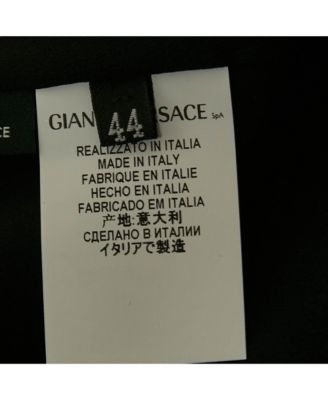 GIAN
44
SACE SpA
CE
REALIZZATO IN ITALIA
MADE IN ITALY
FABRIQUE EN ITALIE
HECHO EN ITALIA
FABRICADO EM ITALIA
产地:意大利
СДЕЛАНО В ИТАЛИИ
イタリアで製造